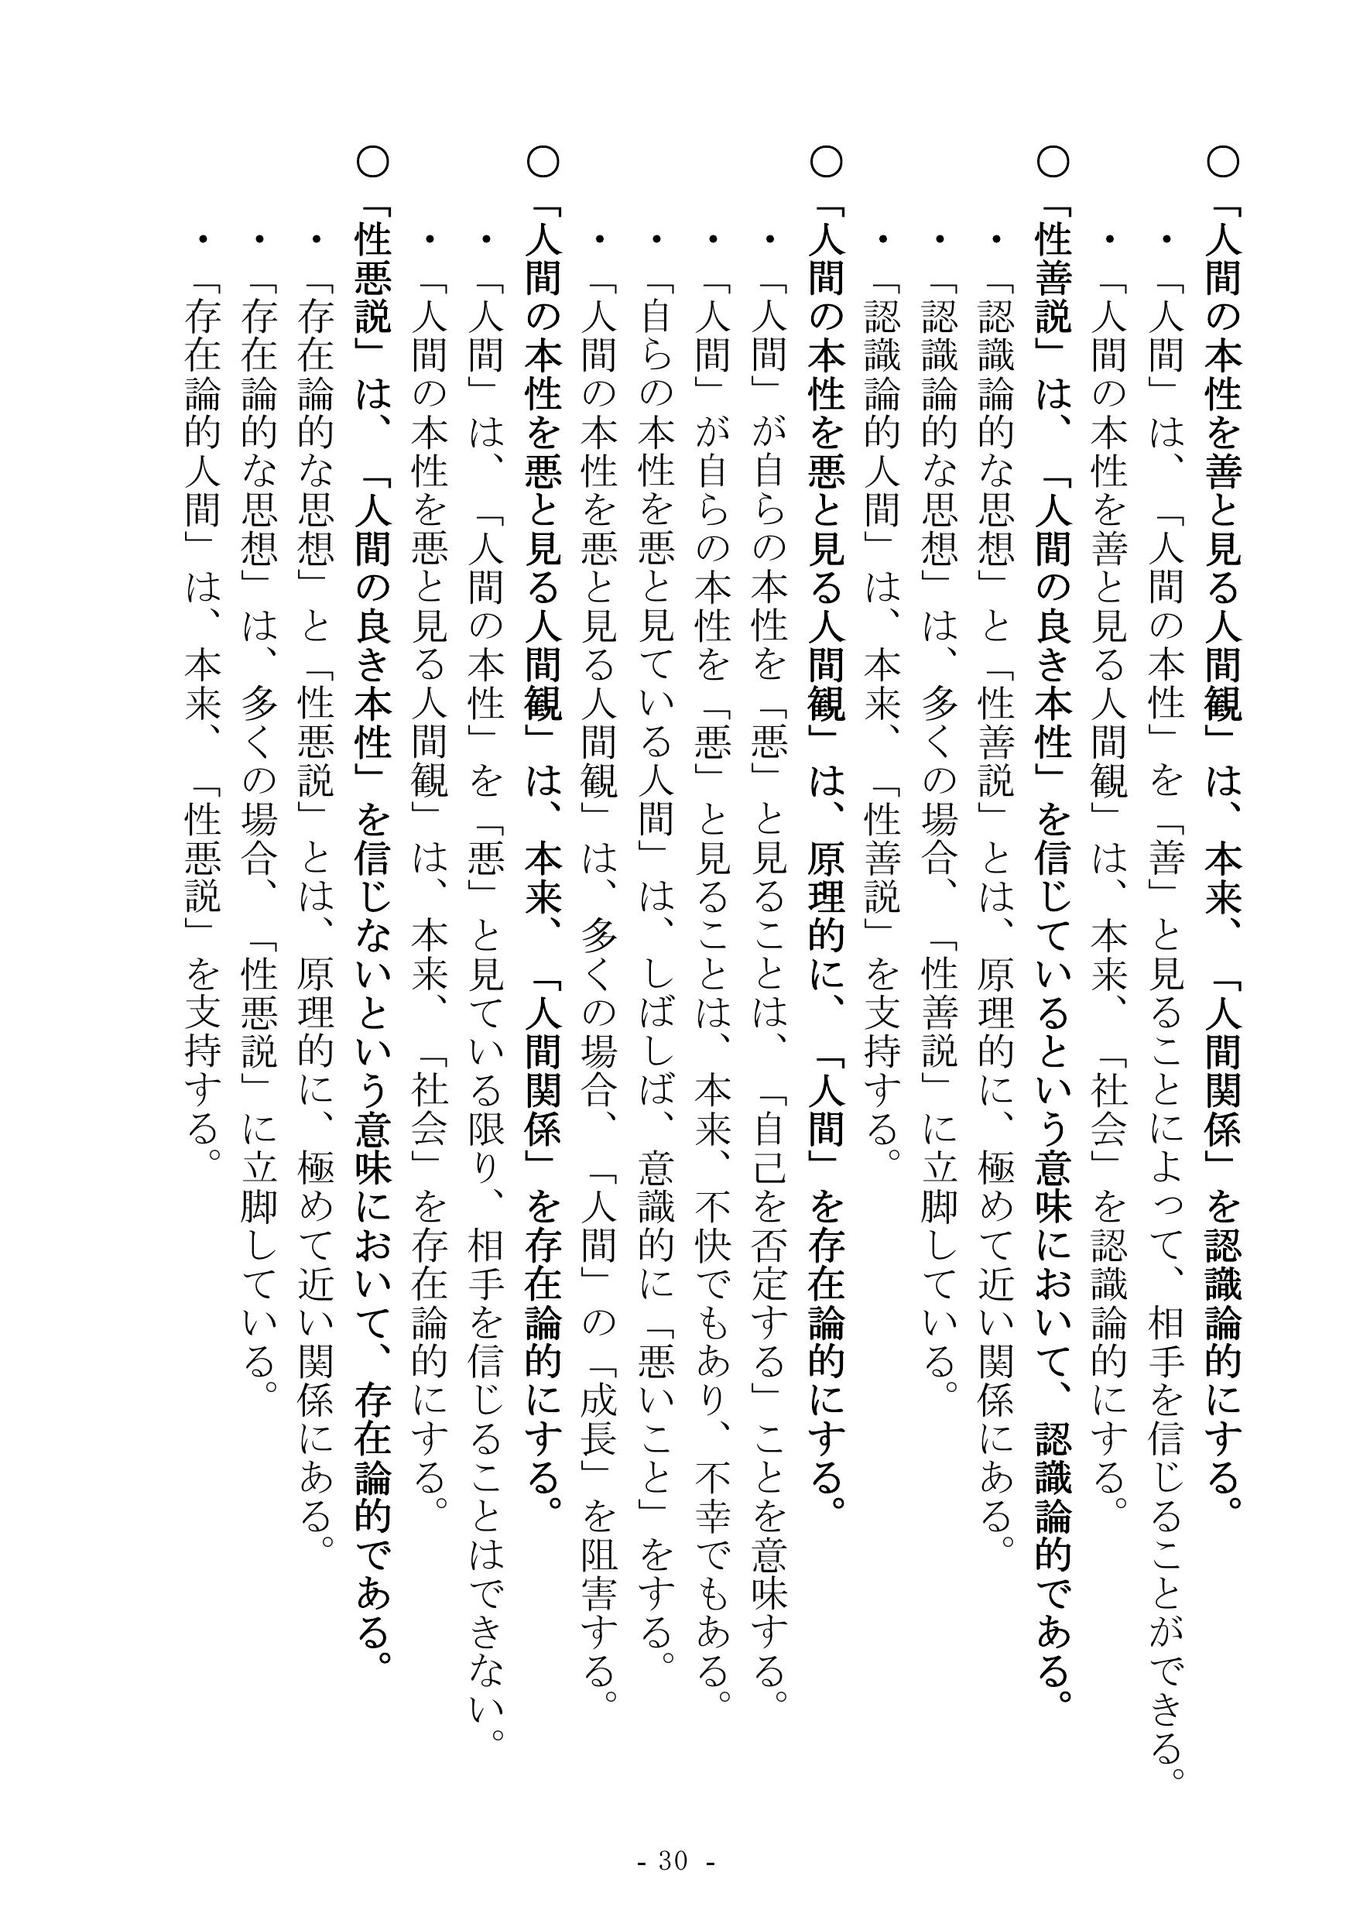 ○「人間の本性を善と見る人間観」は、本来、「人間関係」を認識論的にする。
・「人間」は、「人間の本性」を「善」と見ることによって、相手を信じることができる。
・「人間の本性を善と見る人間観」は、本来、「社会」を認識論的にする。
○「性善説」は、「人間の良き本性」を信じているという意味において、認識論的である。
・「認識論的な思想」と「性善説」とは、原理的に、極めて近い関係にある。
・「認識論的な思想」は、多くの場合、「性善説」に立脚している。
・「認識論的人間」は、本来、「性善説」を支持する。
○「人間の本性を悪と見る人間観」は、原理的に、「人間」を存在論的にする。
・「人間」が自らの本性を「悪」と見ることは、「自己を否定する」ことを意味する。
・「人間」が自らの本性を「悪」と見ることは、本来、不快でもあり、不幸でもある。
・「自らの本性を悪と見ている人間」は、しばしば、意識的に「悪いこと」をする。
・「人間の本性を悪と見る人間観」は、多くの場合、「人間」の「成長」を阻害する。
○「人間の本性を悪と見る人間観」は、本来、「人間関係」を存在論的にする。
・「人間」は、「人間の本性」を「悪」と見ている限り、相手を信じることはできない。
・「人間の本性を悪と見る人間観」は、本来、「社会」を存在論的にする。
○「性悪説」は、「人間の良き本性」を信じないという意味において、存在論的である。
・「存在論的な思想」と「性悪説」とは、原理的に、極めて近い関係にある。
・「存在論的な思想」は、多くの場合、「性悪説」に立脚している。
・「存在論的人間」は、本来、「性悪説」を支持する。
- 30 -